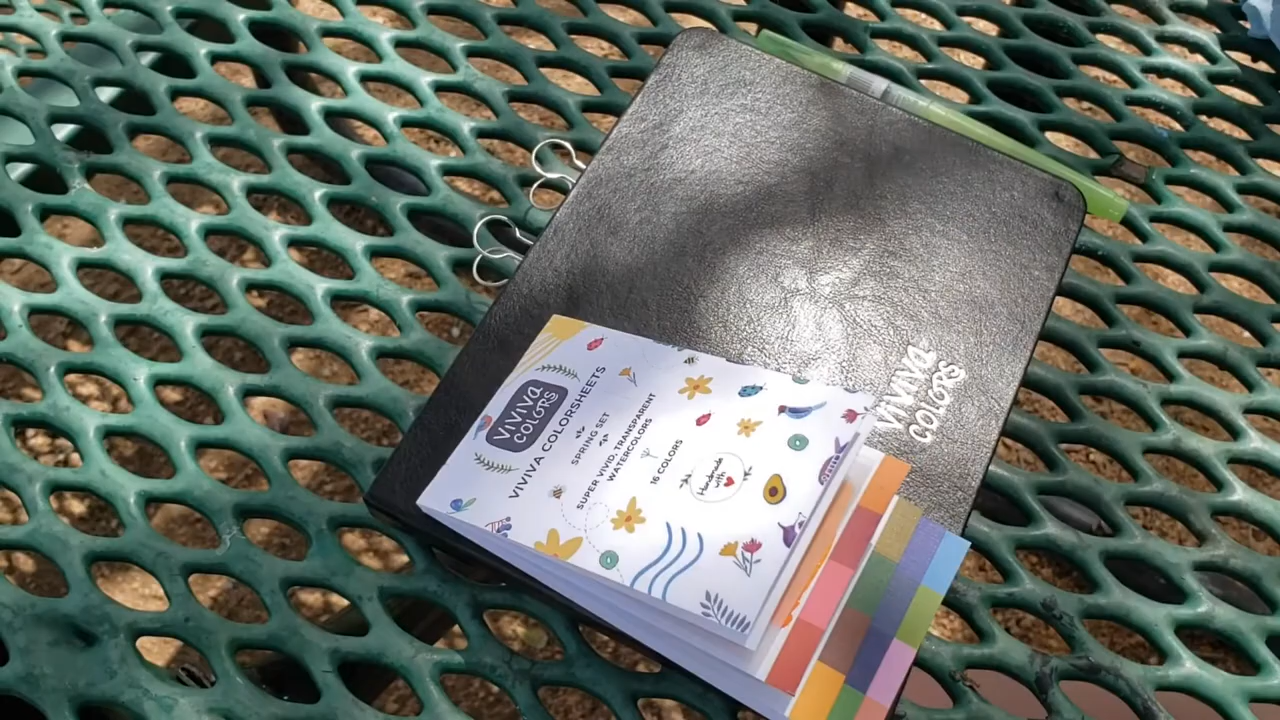 VIVIVA
COLORS
VIVIVA COLORSHEETS
SPRING SET
SUPER VIVID, TRANSPARENT
WATERCOLORS
16 COLORS
Handmade
with
VIVIVA
COLORS